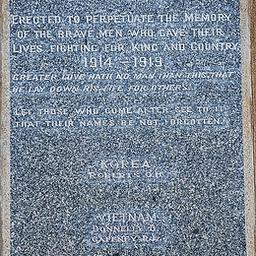 ERECTED TO PERPETUATE THE MEMORY
OF THE BRAVE MEN WHO GAVE THEIR
LIVES FIGHTING FOR KING AND COUNTRY
1914 - 1919
GREATER LOVE HATH NO MAN THAN THIS, THAT
HE LAY DOWN HIS LIFE FOR OTHERS.
LET THOSE WHO COME AFTER SEE TO IT
THAT THEIR NAMES BE NOT FORGOTTEN.
KOREA
ROBERTS
VIETNAM
DONNELLY D.
GAFFNEY R.J.